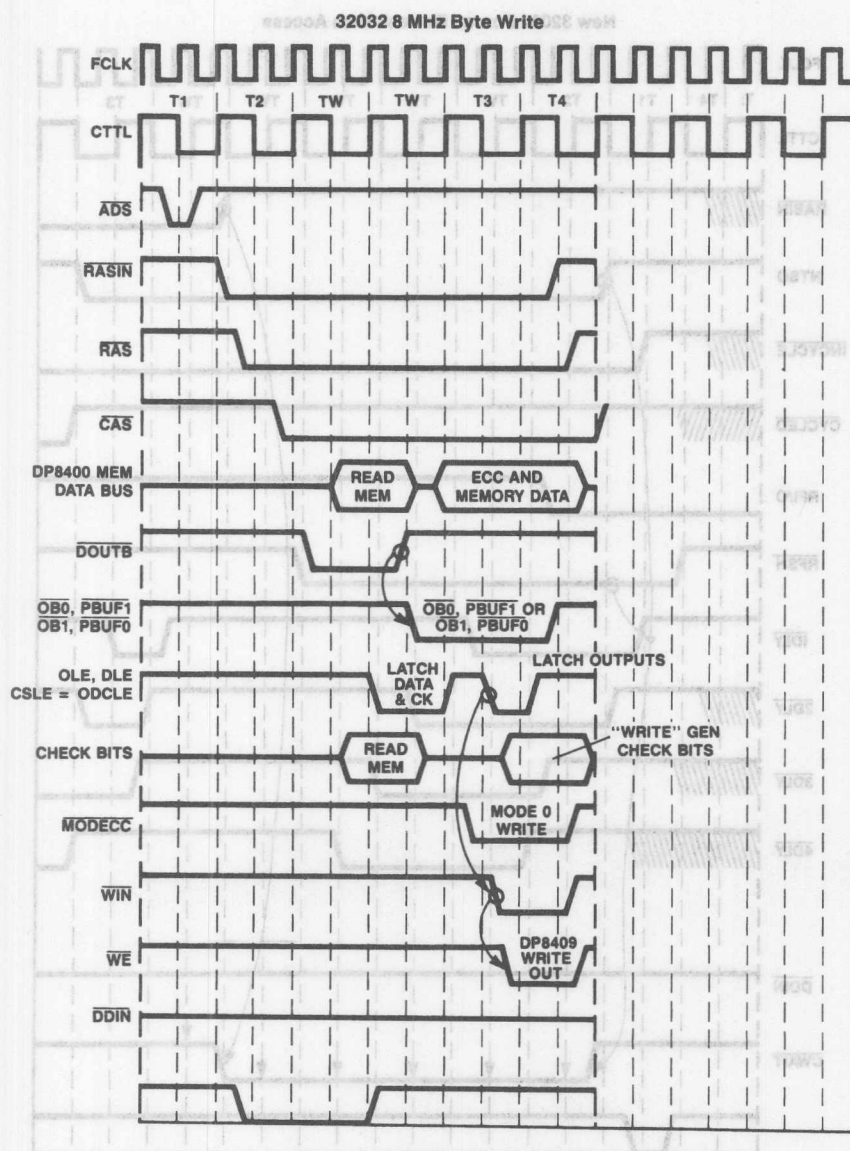 32032 8 MHz Byte Write
FCLK
T1 T2 TW TW T3 T4
CTTL
ADS
RASIN
RAS
CAS
DP8400 MEM
DATA BUS
READ
MEM
ECC AND
MEMORY DATA
DOUTB
OB0, PBUF1
OB1, PBUF0
OB0, PBUF1 OR
OB1, PBUF0
OLE, DLE
CSLE = ODCLE
LATCH
DATA
& CK
LATCH OUTPUTS
CHECK BITS
READ
MEM
"WRITE" GEN
CHECK BITS
MODECC
MODE 0
WRITE
WIN
WE
DP8409
WRITE
OUT
DDIN